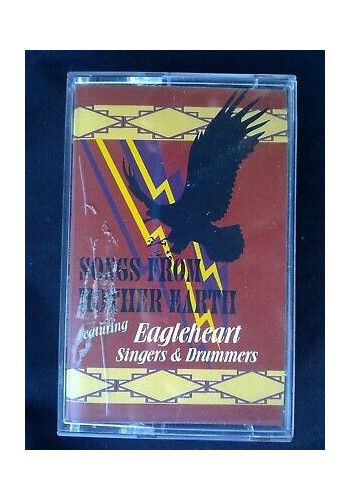 SONGS FROM
MOTHER EARTH
featuring Eagleheart
Singers & Drummers